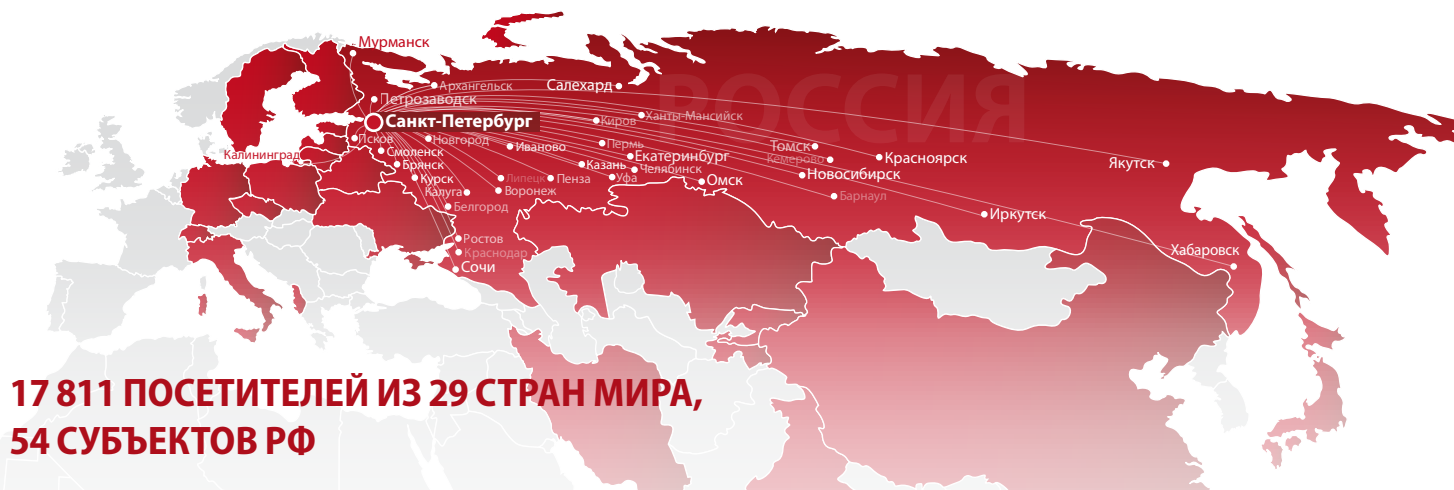 Мурманск
РОССИЯ
Архангельск
Салехард
Петрозаводск
Санкт-Петербург
Киров
Ханты-Мансийск
Псков
Новгород
Иваново
Пермь
Томск
Калининград
Смоленск
Екатеринбург
Кемерово
Красноярск
Якутск
Брянск
Казань
Челябинск
Курск
Липецк
Пенза
Уфа
Омск
Новосибирск
Калуга
Воронеж
Барнаул
Белгород
Иркутск
Ростов
Краснодар
Хабаровск
Сочи
17 811 ПОСЕТИТЕЛЕЙ ИЗ 29 СТРАН МИРА,
54 СУБЪЕКТОВ РФ